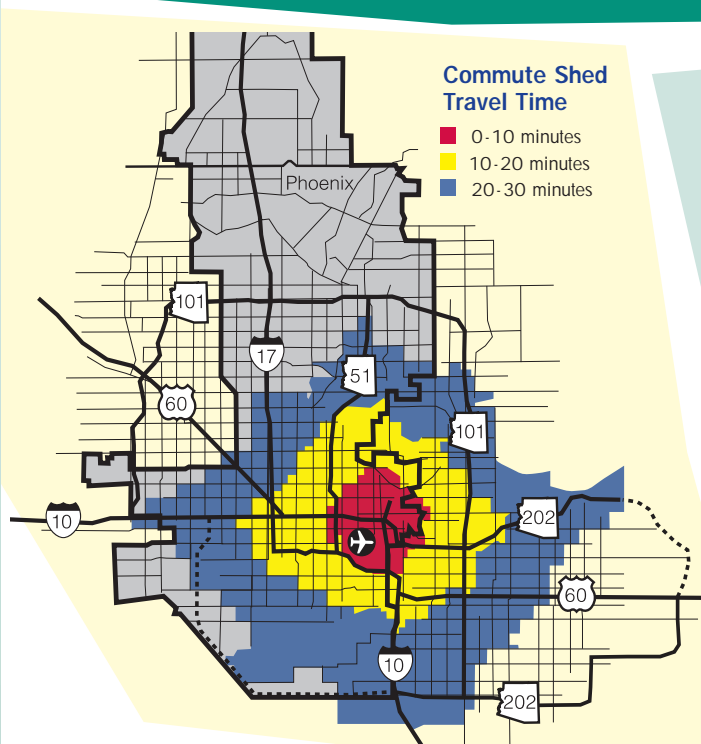 Commute Shed
Travel Time
0-10 minutes
10-20 minutes
20-30 minutes
Phoenix
101
17
51
60
101
10
202
60
10
202